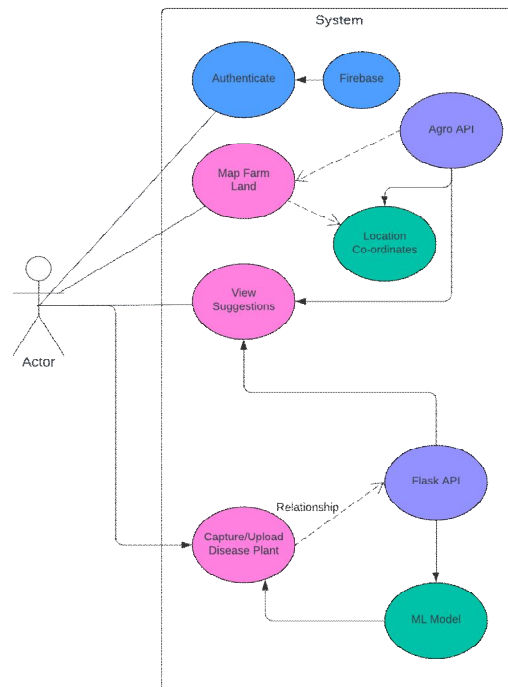 System
Authenticate
Firebase
Agro API
Map Farm
Land
Location
Co-ordinates
View
Suggestions
Actor
Flask API
Relationship
Capture/Upload
Disease Plant
ML Model